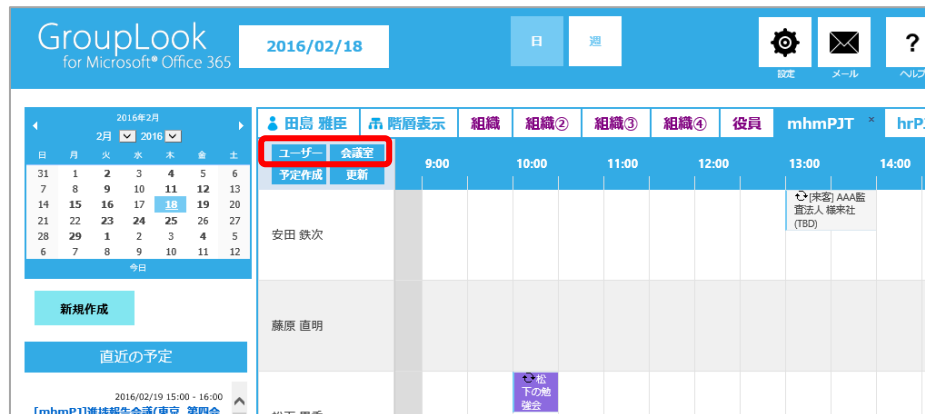 GroupLook
for Microsoft® Office 365
2016/02/18
日
週
設定
メール
ヘルプ
2016年2月
2月 2016
日 月 火 水 木 金 土
31 1 2 3 4 5 6
7 8 9 10 11 12 13
14 15 16 17 18 19 20
21 22 23 24 25 26 27
28 29 1 2 3 4 5
6 7 8 9 10 11 12
今日
新規作成
直近の予定
2016/02/19 15:00 - 16:00
[mhmPJ]進捗報告会議(東京 第四会
田島 雅臣 階層表示 組織 組織② 組織③ 組織④ 役員 mhmPJT × hrP
ユーザー 会議室
予定作成 更新
9:00 10:00 11:00 12:00 13:00 14:00
安田 鉄次
[来客] AAA監
査法人 様来社
(TBD)
藤原 直明
松
下の勉
強会